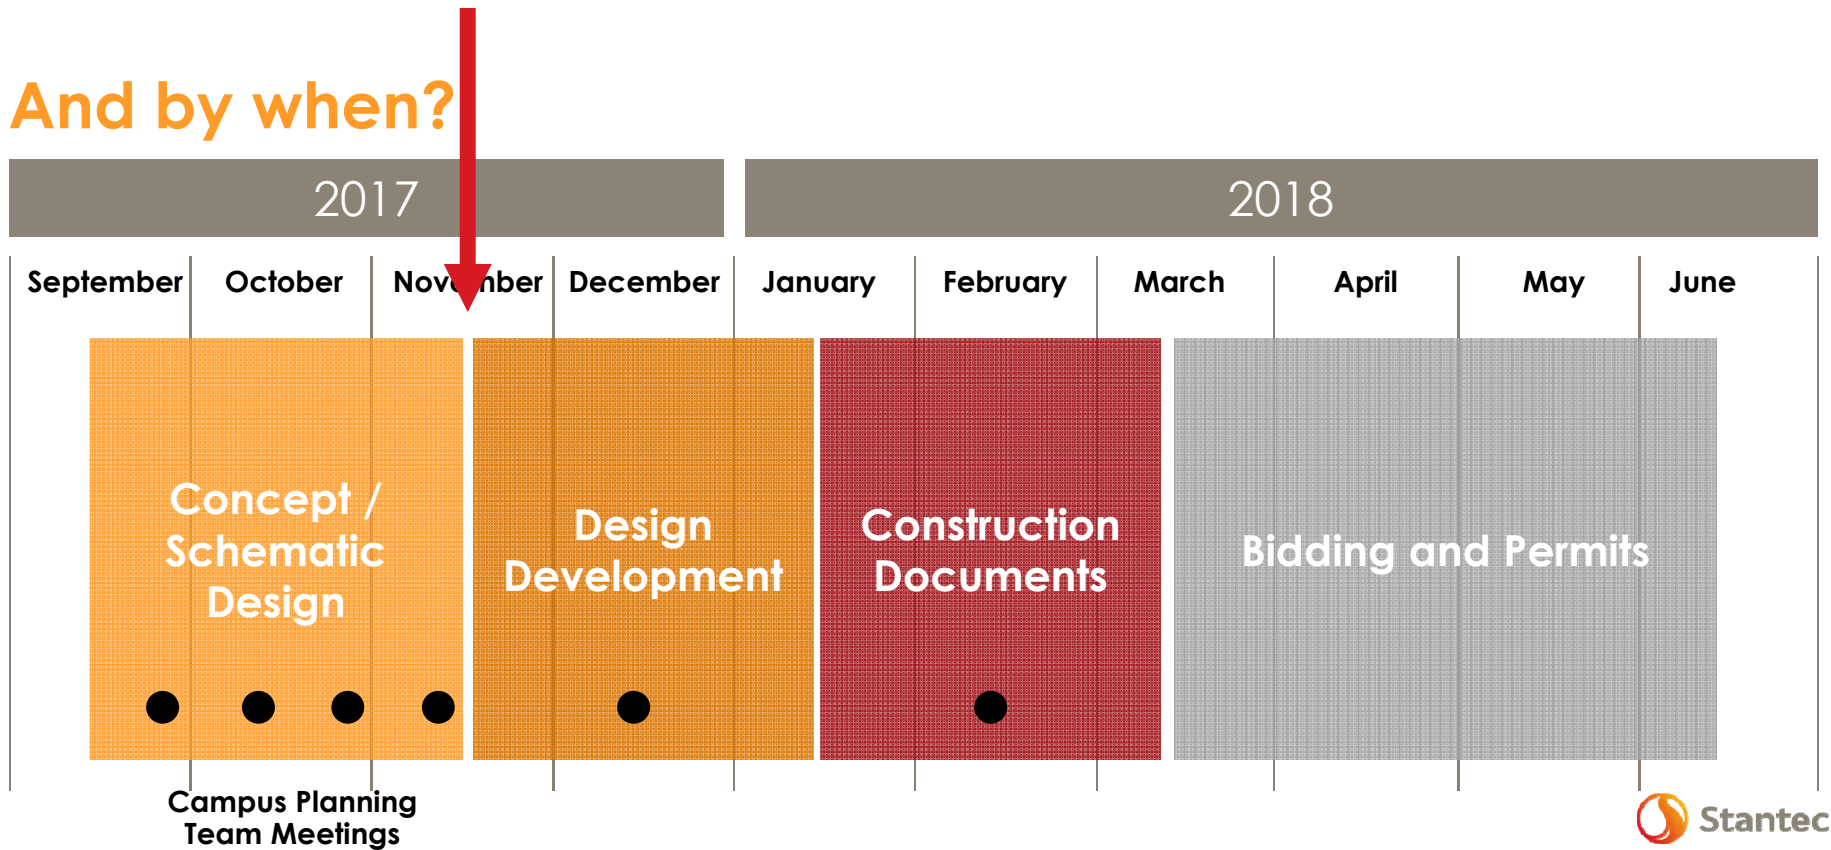 And by when?
2017
2018
September
October
November
December
January
February
March
April
May
June
Concept /
Schematic
Design
Design
Development
Construction
Documents
Bidding and Permits
Campus Planning
Team Meetings
Stantec